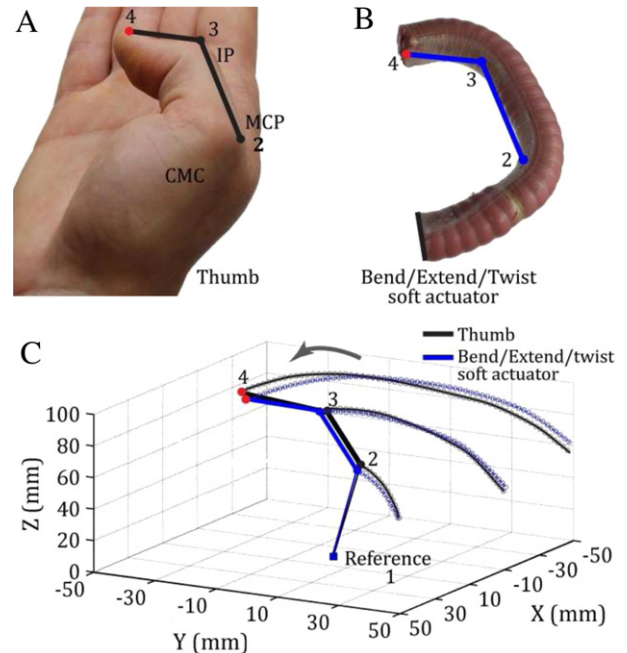 A
4
3
IP
MCP
2
CMC
Thumb
B
4
3
2
Bend/Extend/Twist
soft actuator
C
Thumb
Bend/Extend/twist
soft actuator
4
3
2
Reference
1
100
80
60
40
20
0
Z (mm)
-50
-30
-10
10
30
50
Y (mm)
50
30
10
-10
-30
-50
X (mm)